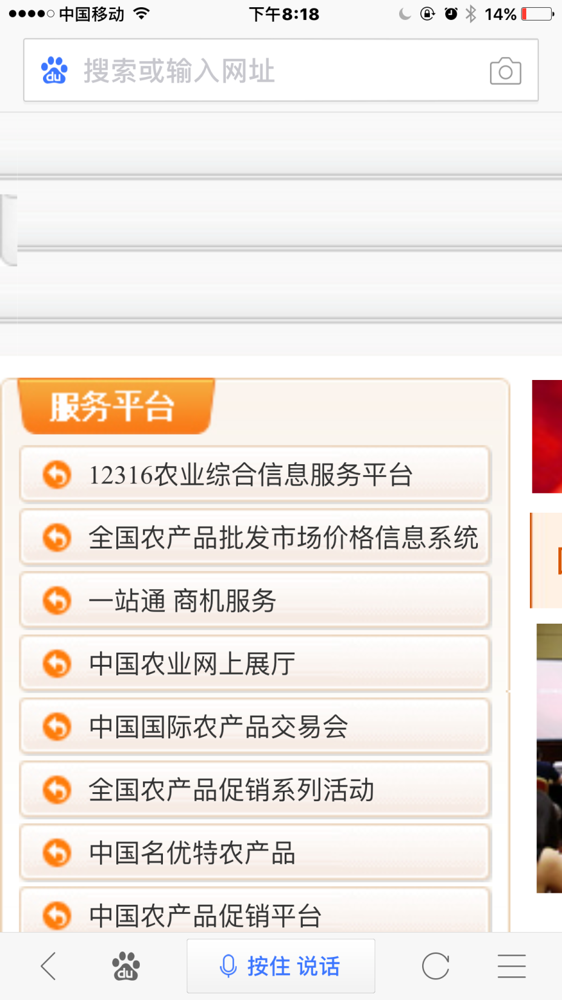 中国移动 下午8:18 14%
du 搜索或输入网址
服务平台
12316农业综合信息服务平台
全国农产品批发市场价格信息系统
一站通 商机服务
中国农业网上展厅
中国国际农产品交易会
全国农产品促销系列活动
中国名优特农产品
中国农产品促销平台
du 按住 说话